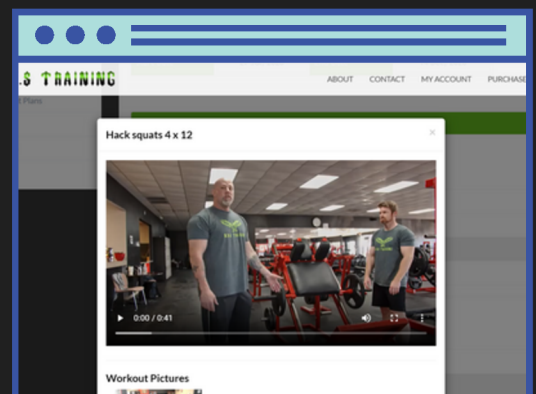 .S TRAINING
ABOUT CONTACT MY ACCOUNT PURCHASE
Plans
Hack squats 4 x 12
0:00 / 0:41
Workout Pictures